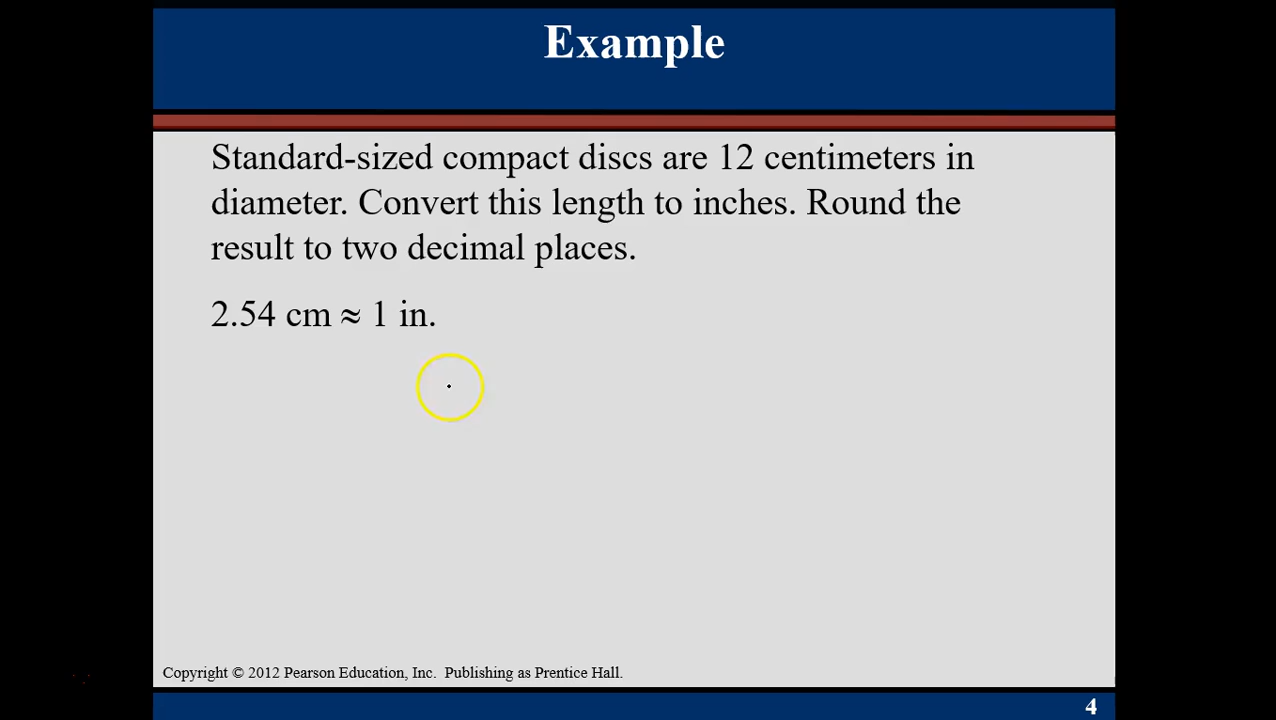 Example
Standard-sized compact discs are 12 centimeters in
diameter. Convert this length to inches. Round the
result to two decimal places.
2.54 cm ≈ 1 in.
Copyright © 2012 Pearson Education, Inc.  Publishing as Prentice Hall.
4